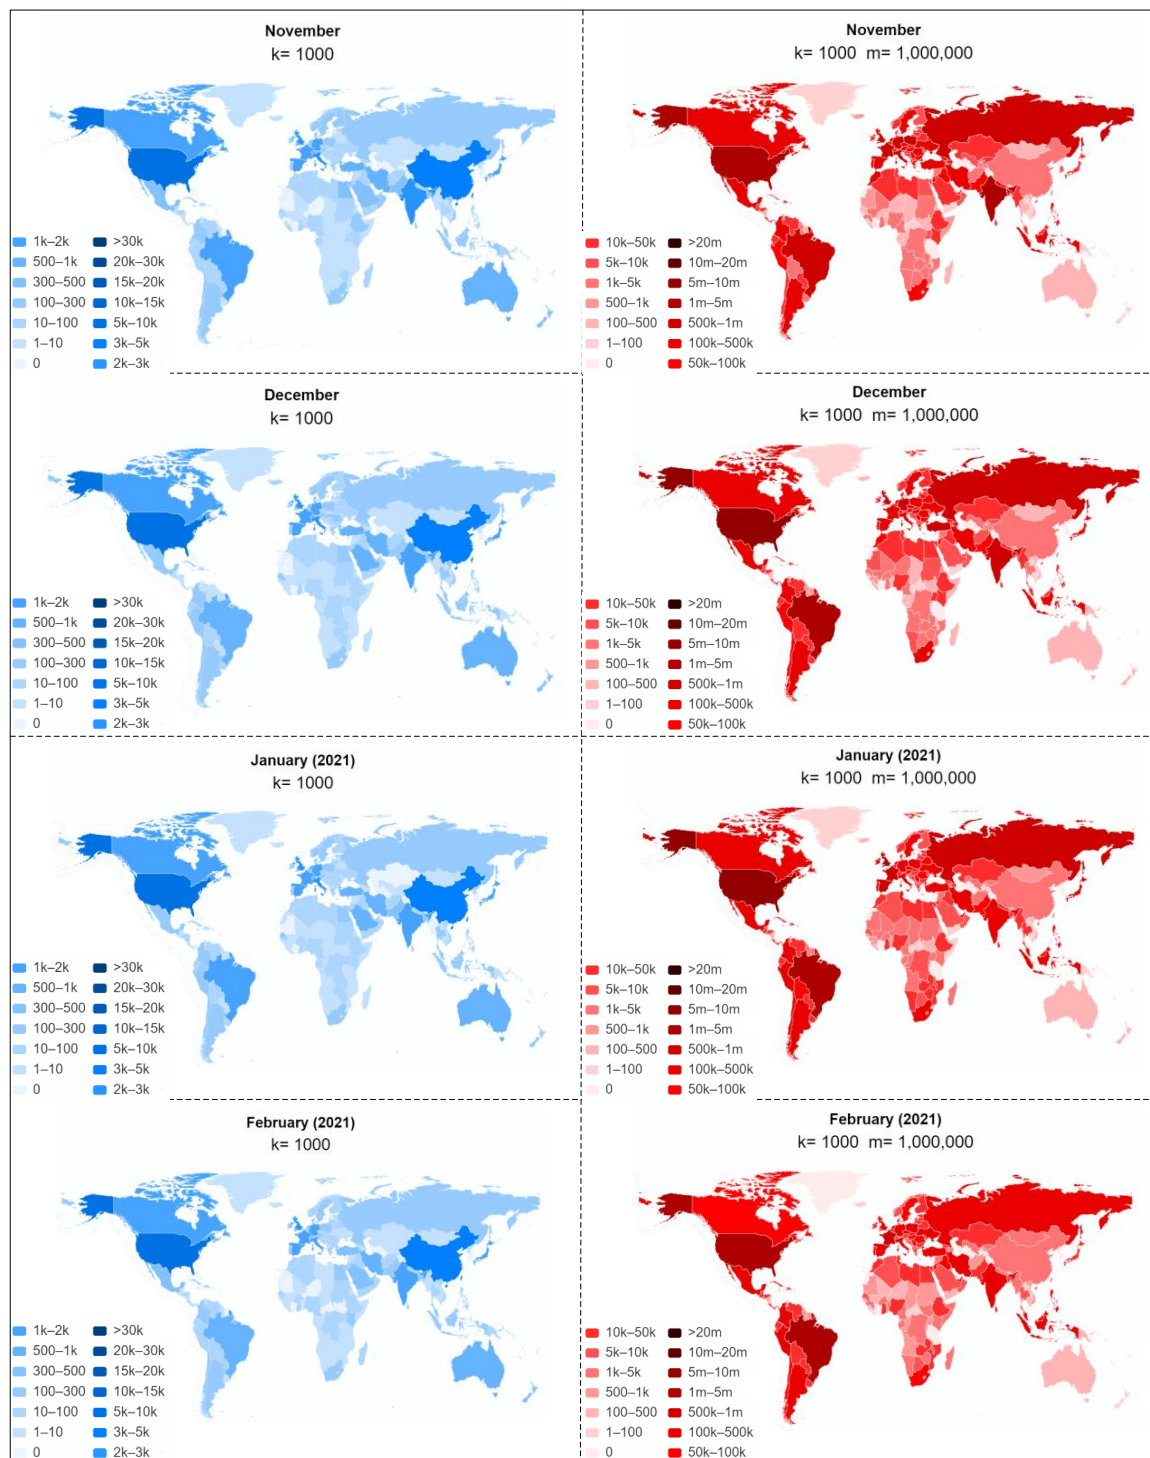 November
k= 1000
1k–2k >30k
500–1k 20k–30k
300–500 15k–20k
100–300 10k–15k
10–100 5k–10k
1–10 3k–5k
0 2k–3k
November
k= 1000 m= 1,000,000
10k–50k >20m
5k–10k 10m–20m
1k–5k 5m–10m
500–1k 1m–5m
100–500 500k–1m
1–100 100k–500k
0 50k–100k
December
k= 1000
1k–2k >30k
500–1k 20k–30k
300–500 15k–20k
100–300 10k–15k
10–100 5k–10k
1–10 3k–5k
0 2k–3k
December
k= 1000 m= 1,000,000
10k–50k >20m
5k–10k 10m–20m
1k–5k 5m–10m
500–1k 1m–5m
100–500 500k–1m
1–100 100k–500k
0 50k–100k
January (2021)
k= 1000
1k–2k >30k
500–1k 20k–30k
300–500 15k–20k
100–300 10k–15k
10–100 5k–10k
1–10 3k–5k
0 2k–3k
January (2021)
k= 1000 m= 1,000,000
10k–50k >20m
5k–10k 10m–20m
1k–5k 5m–10m
500–1k 1m–5m
100–500 500k–1m
1–100 100k–500k
0 50k–100k
February (2021)
k= 1000
1k–2k >30k
500–1k 20k–30k
300–500 15k–20k
100–300 10k–15k
10–100 5k–10k
1–10 3k–5k
0 2k–3k
February (2021)
k= 1000 m= 1,000,000
10k–50k >20m
5k–10k 10m–20m
1k–5k 5m–10m
500–1k 1m–5m
100–500 500k–1m
1–100 100k–500k
0 50k–100k